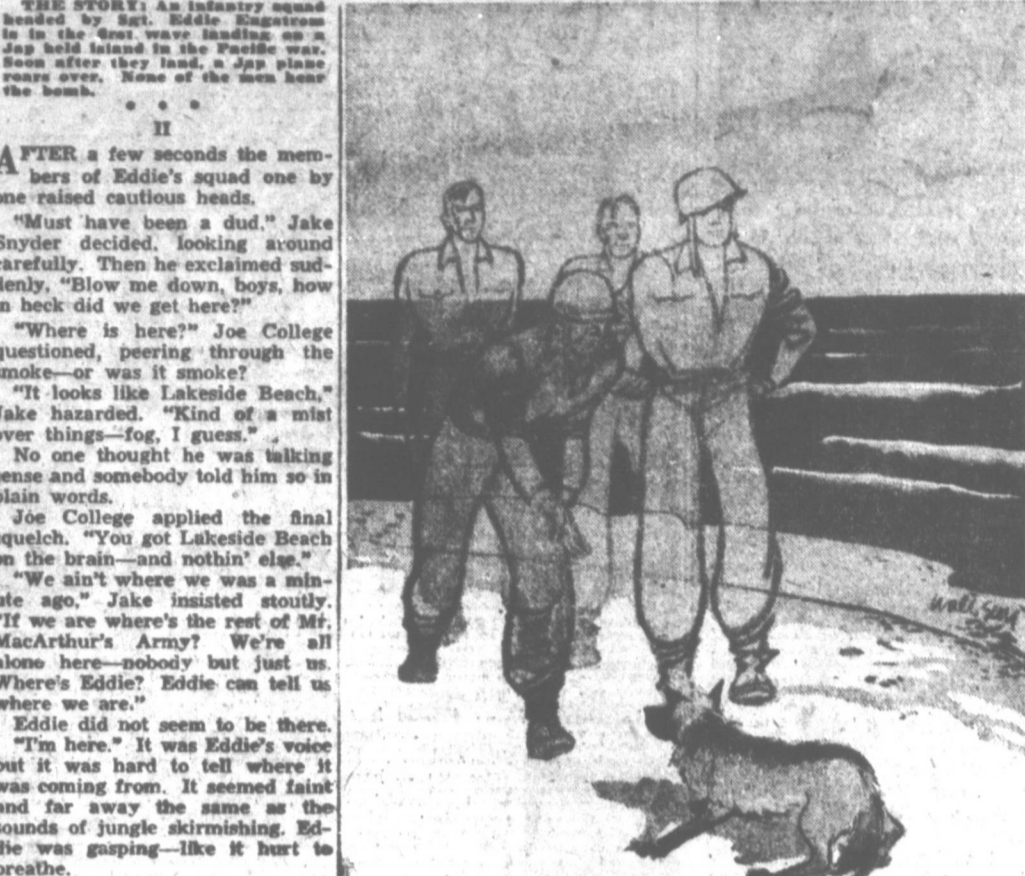 THE STORY: An infantry squad
headed by Sgt. Eddie Engstrom
is in the first wave landing on a
Jap held island in the Pacific war.
Soon after they land, a Jap plane
roars over. None of the men hear
the bomb.
• • •
II
AFTER a few seconds the mem-
bers of Eddie's squad one by
one raised cautious heads.
"Must have been a dud," Jake
Snyder decided, looking around
carefully. Then he exclaimed sud-
denly, "Blow me down, boys, how
in heck did we get here?"
"Where is here?" Joe College
questioned, peering through the
smoke—or was it smoke?
"It looks like Lakeside Beach,"
Jake hazarded. "Kind of a mist
over things—fog, I guess."
No one thought he was talking
sense and somebody told him so in
plain words.
Joe College applied the final
squelch. "You got Lakeside Beach
on the brain—and nothin' else."
"We ain't where we was a min-
ute ago," Jake insisted stoutly.
"If we are where's the rest of Mr.
MacArthur's Army? We're all
alone here—nobody but just us.
Where's Eddie? Eddie can tell us
where we are."
Eddie did not seem to be there.
"I'm here." It was Eddie's voice
but it was hard to tell where it
was coming from. It seemed faint
and far away the same as the
sounds of jungle skirmishing. Ed-
die was gasping—like it hurt to
breathe.
Walt